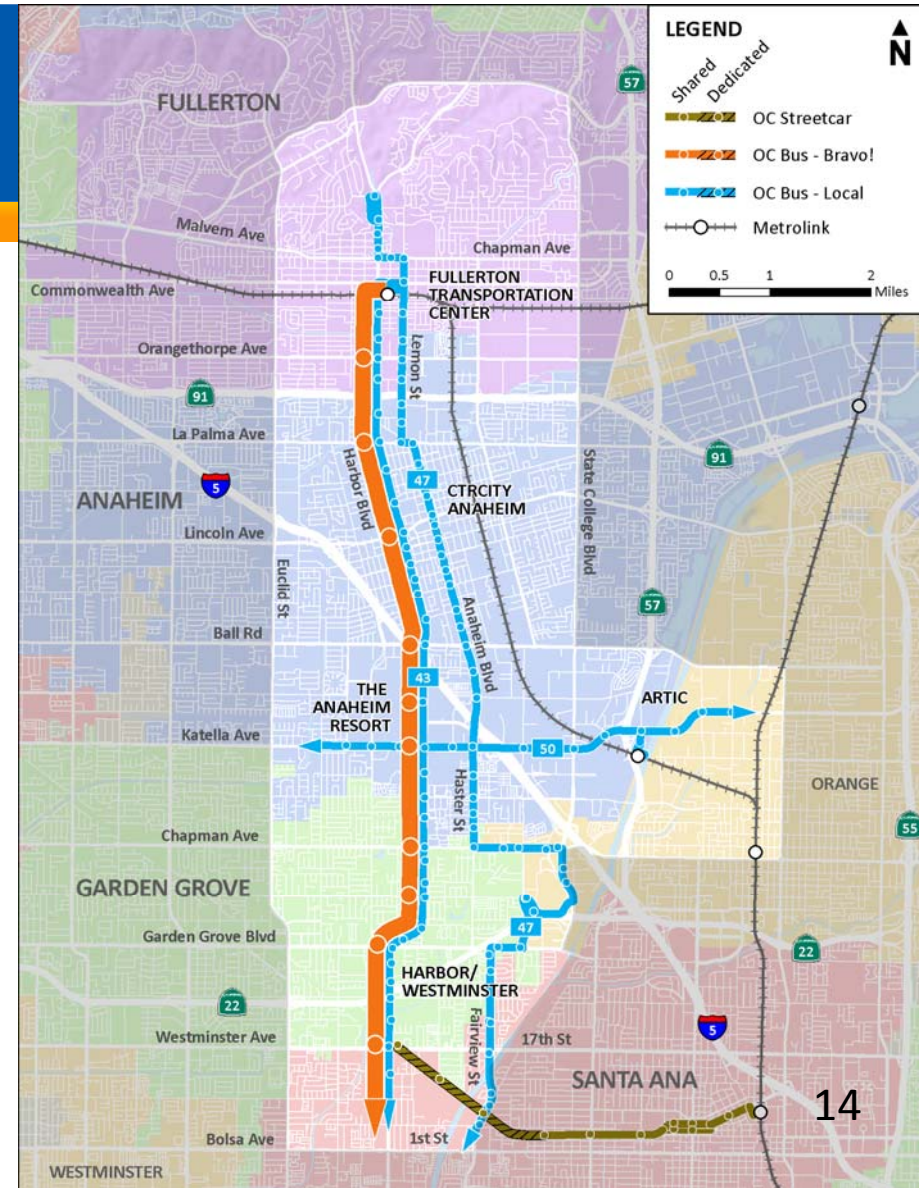 LEGEND
N
Shared
Dedicated
OC Streetcar
OC Bus - Bravo!
OC Bus - Local
Metrolink
0 0.5 1 2
Miles
57
FULLERTON
Malvern Ave
Chapman Ave
Commonwealth Ave
FULLERTON
TRANSPORTATION
CENTER
Orangethorpe Ave
Lemon St
91
La Palma Ave
Harbor Blvd
State College Blvd
91
47
ANAHEIM
5
CTRCITY
ANAHEIM
Lincoln Ave
Euclid St
Anaheim Blvd
57
Ball Rd
43
THE
ANAHEIM
RESORT
ARTIC
Katella Ave
50
ORANGE
Haster St
Chapman Ave
55
GARDEN GROVE
47
Garden Grove Blvd
22
HARBOR/
WESTMINSTER
22
Fairview St
5
Westminster Ave
17th St
SANTA ANA
14
Bolsa Ave
1st St
WESTMINSTER